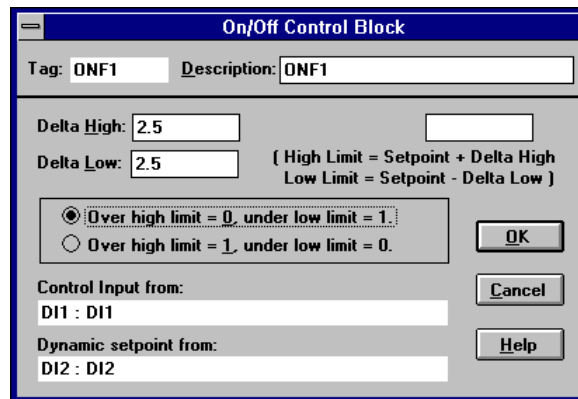 On/Off Control Block
Tag: ONF1 Description: ONF1
Delta High: 2.5
Delta Low: 2.5
( High Limit = Setpoint + Delta High
Low Limit = Setpoint - Delta Low )
Over high limit = 0, under low limit = 1.
Over high limit = 1, under low limit = 0.
OK
Control Input from:
Cancel
DI1 : DI1
Dynamic setpoint from:
Help
DI2 : DI2